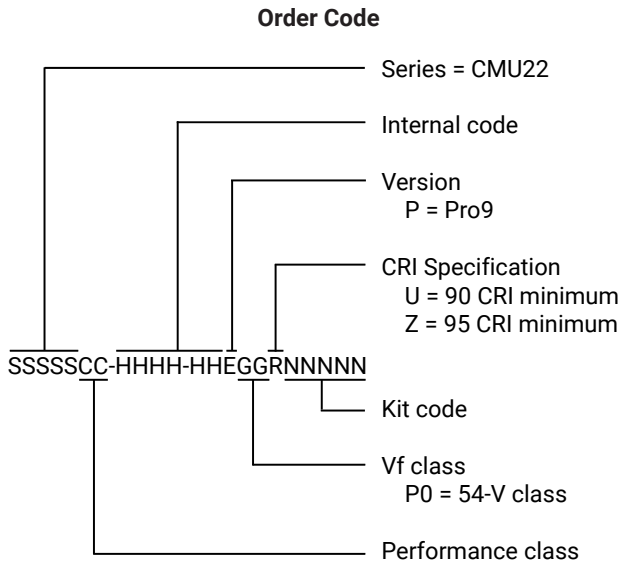 Order Code
Series = CMU22
Internal code
Version
P = Pro9
CRI Specification
U = 90 CRI minimum
Z = 95 CRI minimum
SSSSSCC-HHHH-HHEGGRNNNNN
Kit code
Vf class
P0 = 54-V class
Performance class